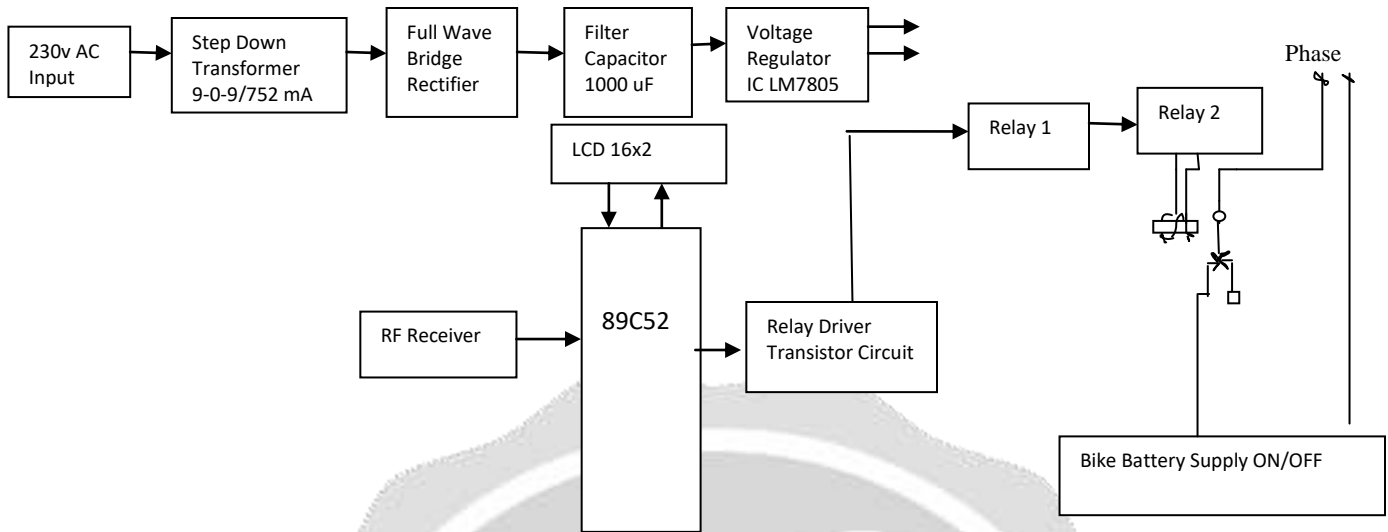 230v AC
Input
Step Down
Transformer
9-0-9/752 mA
Full Wave
Bridge
Rectifier
Filter
Capacitor
1000 uF
Voltage
Regulator
IC LM7805
Phase
Relay 1
Relay 2
LCD 16x2
RF Receiver
89C52
Relay Driver
Transistor Circuit
Bike Battery Supply ON/OFF